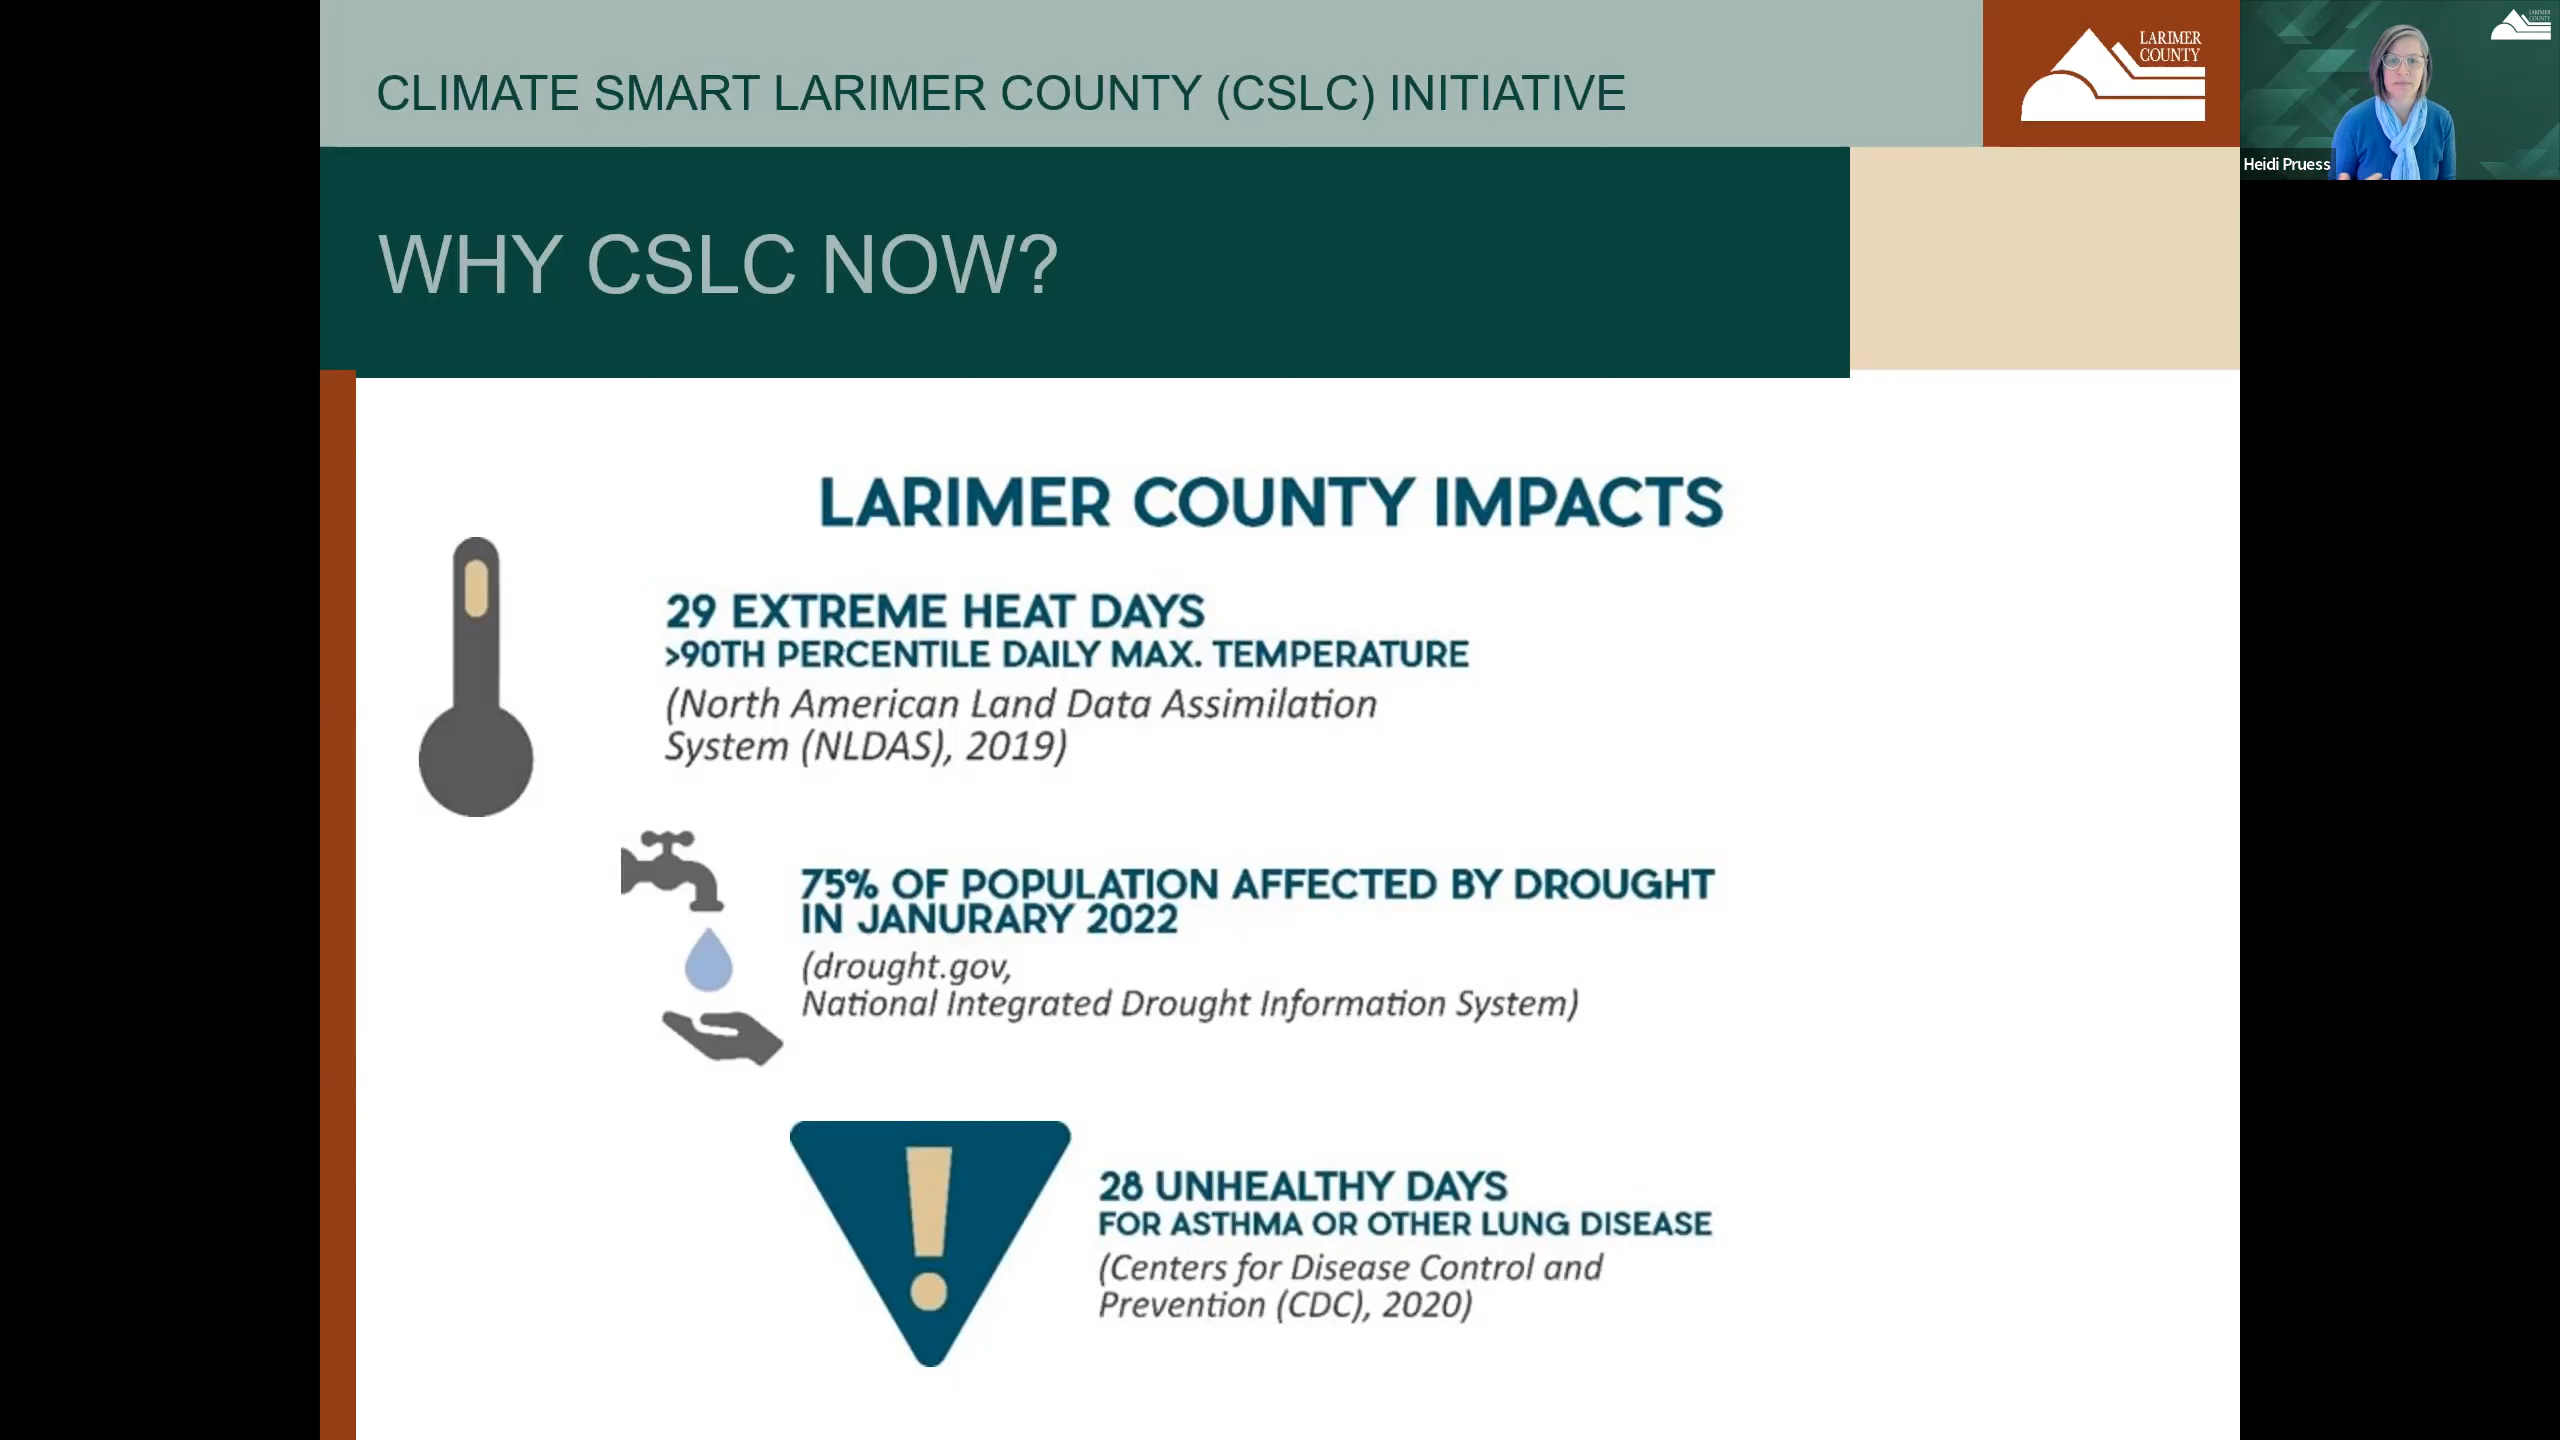 CLIMATE SMART LARIMER COUNTY (CSLC) INITIATIVE
LARIMER
COUNTY
LARIMER
COUNTY
Heidi Pruess
WHY CSLC NOW?
LARIMER COUNTY IMPACTS
29 EXTREME HEAT DAYS
>90TH PERCENTILE DAILY MAX. TEMPERATURE
(North American Land Data Assimilation
System (NLDAS), 2019)
75% OF POPULATION AFFECTED BY DROUGHT
IN JANURARY 2022
(drought.gov,
National Integrated Drought Information System)
28 UNHEALTHY DAYS
FOR ASTHMA OR OTHER LUNG DISEASE
(Centers for Disease Control and
Prevention (CDC), 2020)